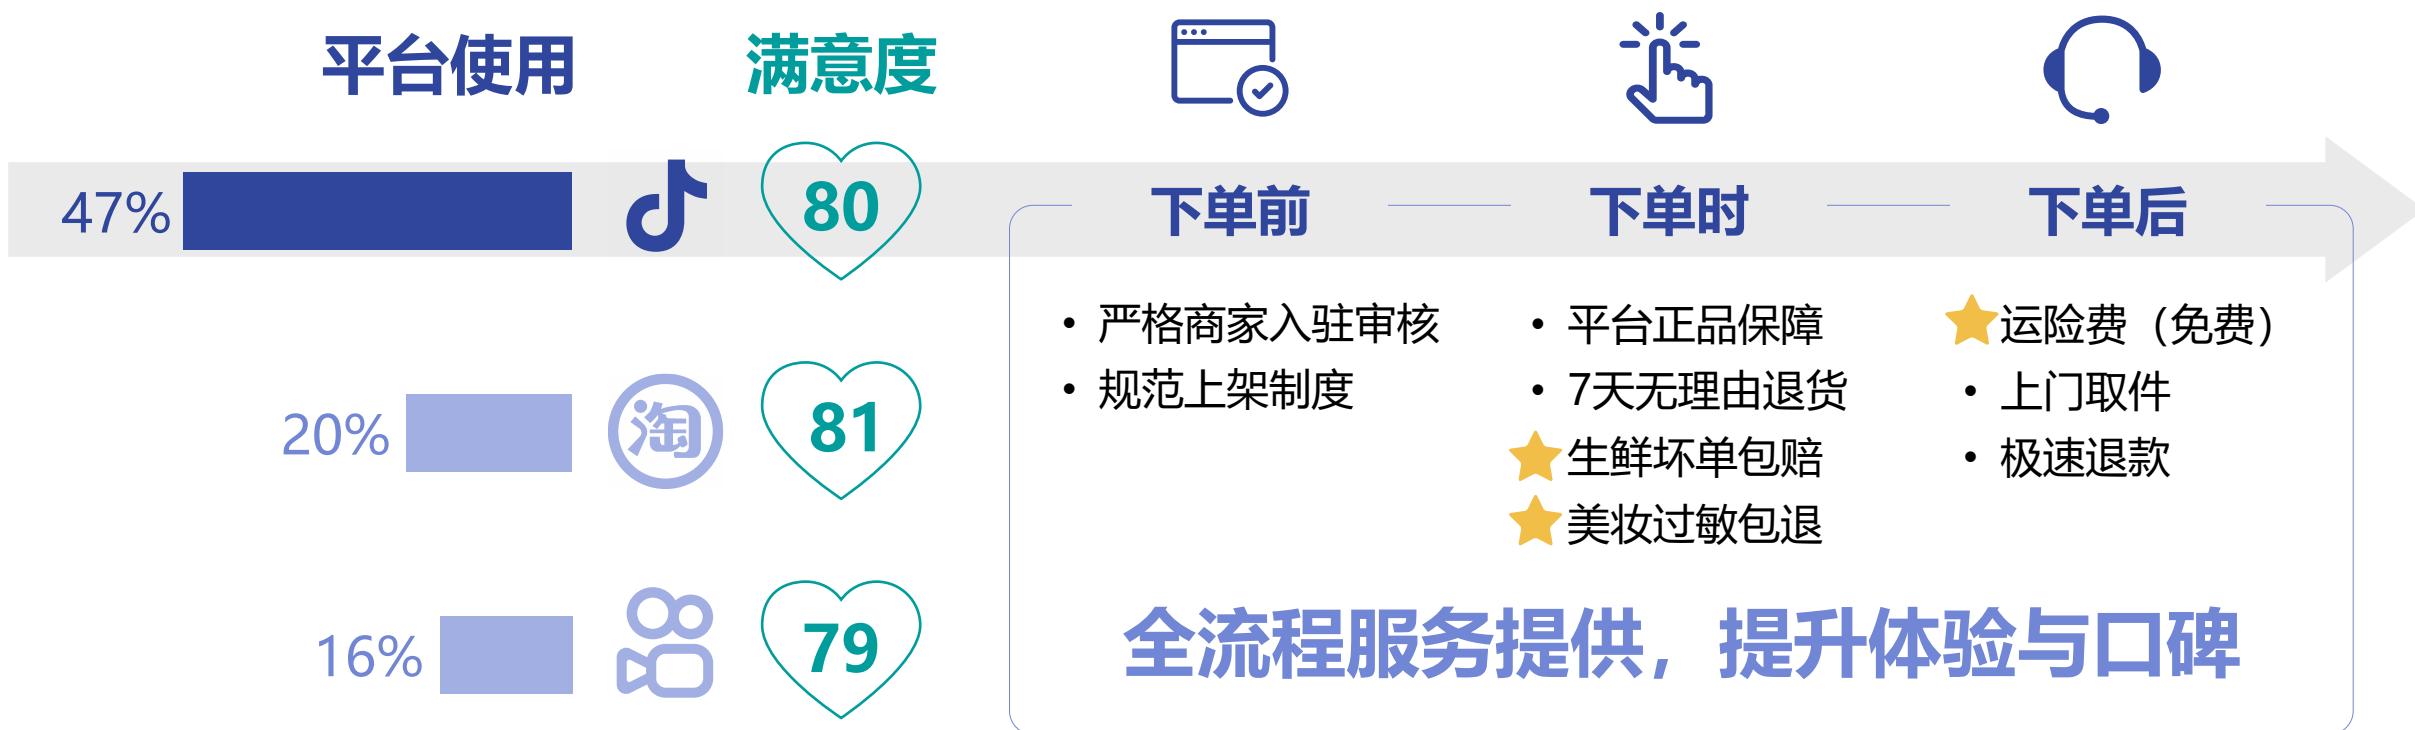 平台使用
满意度
47%
80
下单前
下单时
下单后
• 严格商家入驻审核
• 规范上架制度
• 平台正品保障
• 7天无理由退货
生鲜坏单包赔
美妆过敏包退
运险费（免费）
• 上门取件
• 极速退款
20%
淘
81
16%
79
全流程服务提供，提升体验与口碑